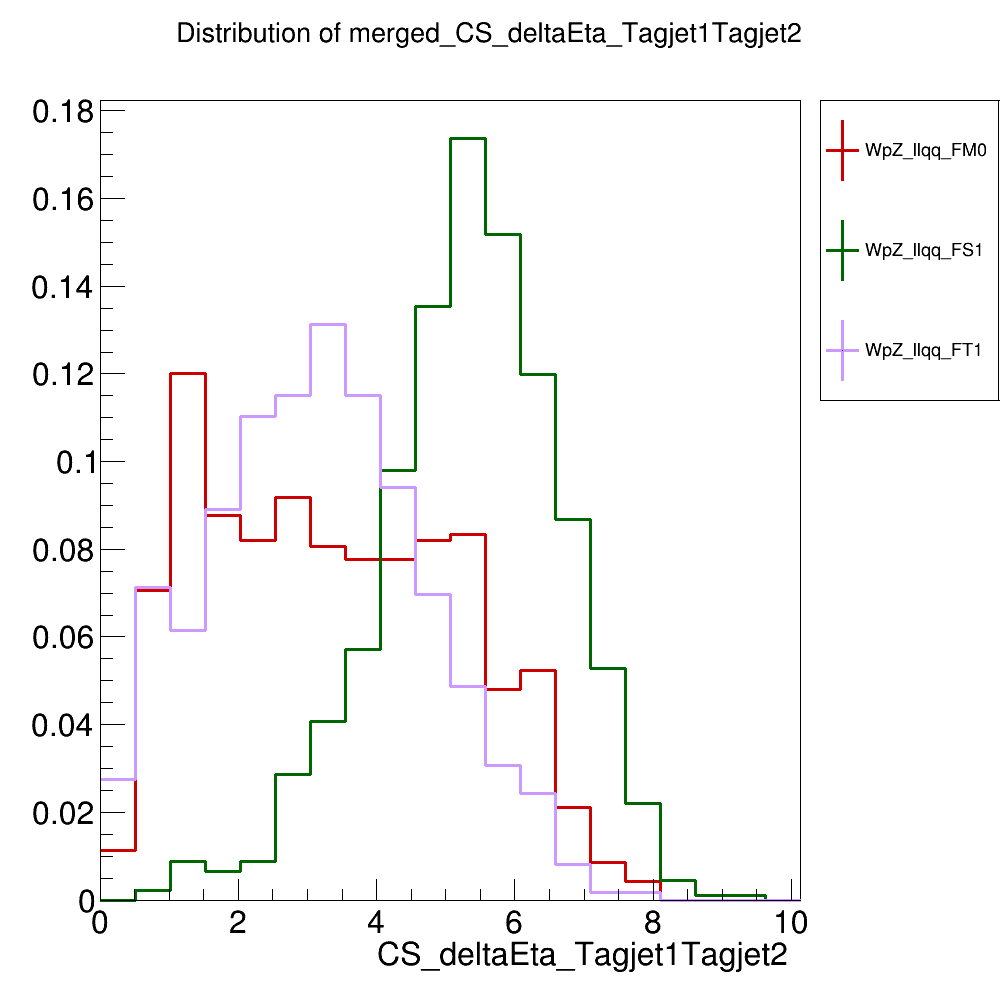 Distribution of merged_CS_deltaEta_Tagjet1Tagjet2
0.18
0.16
0.14
0.12
0.1
0.08
0.06
0.04
0.02
0
0 2 4 6 8 10
CS_deltaEta_Tagjet1Tagjet2
WpZ_llqq_FM0
WpZ_llqq_FS1
WpZ_llqq_FT1